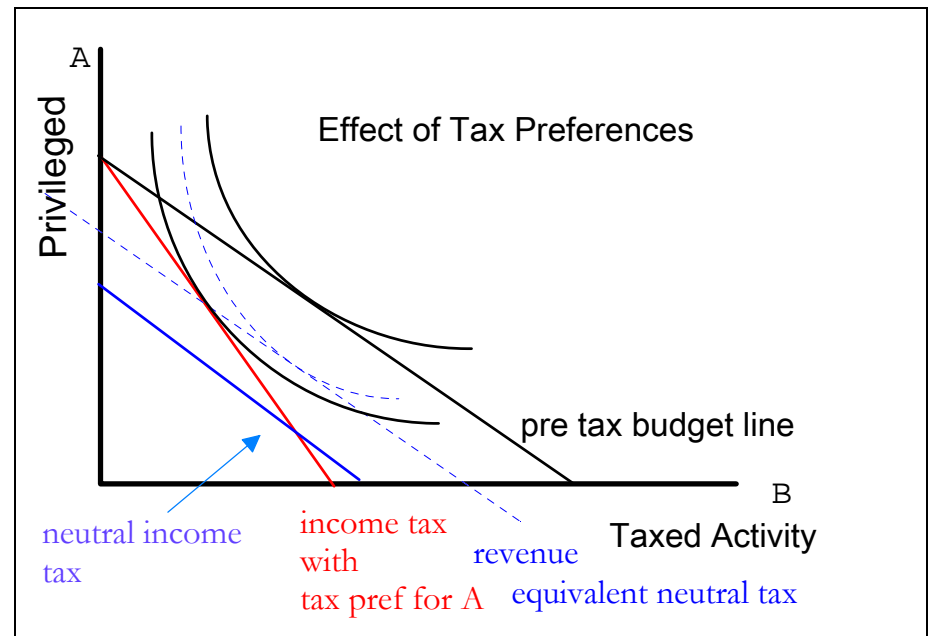 A
Privileged
Effect of Tax Preferences
pre tax budget line
B
Taxed Activity
neutral income
tax
income tax
with
tax pref for A
revenue
equivalent neutral tax